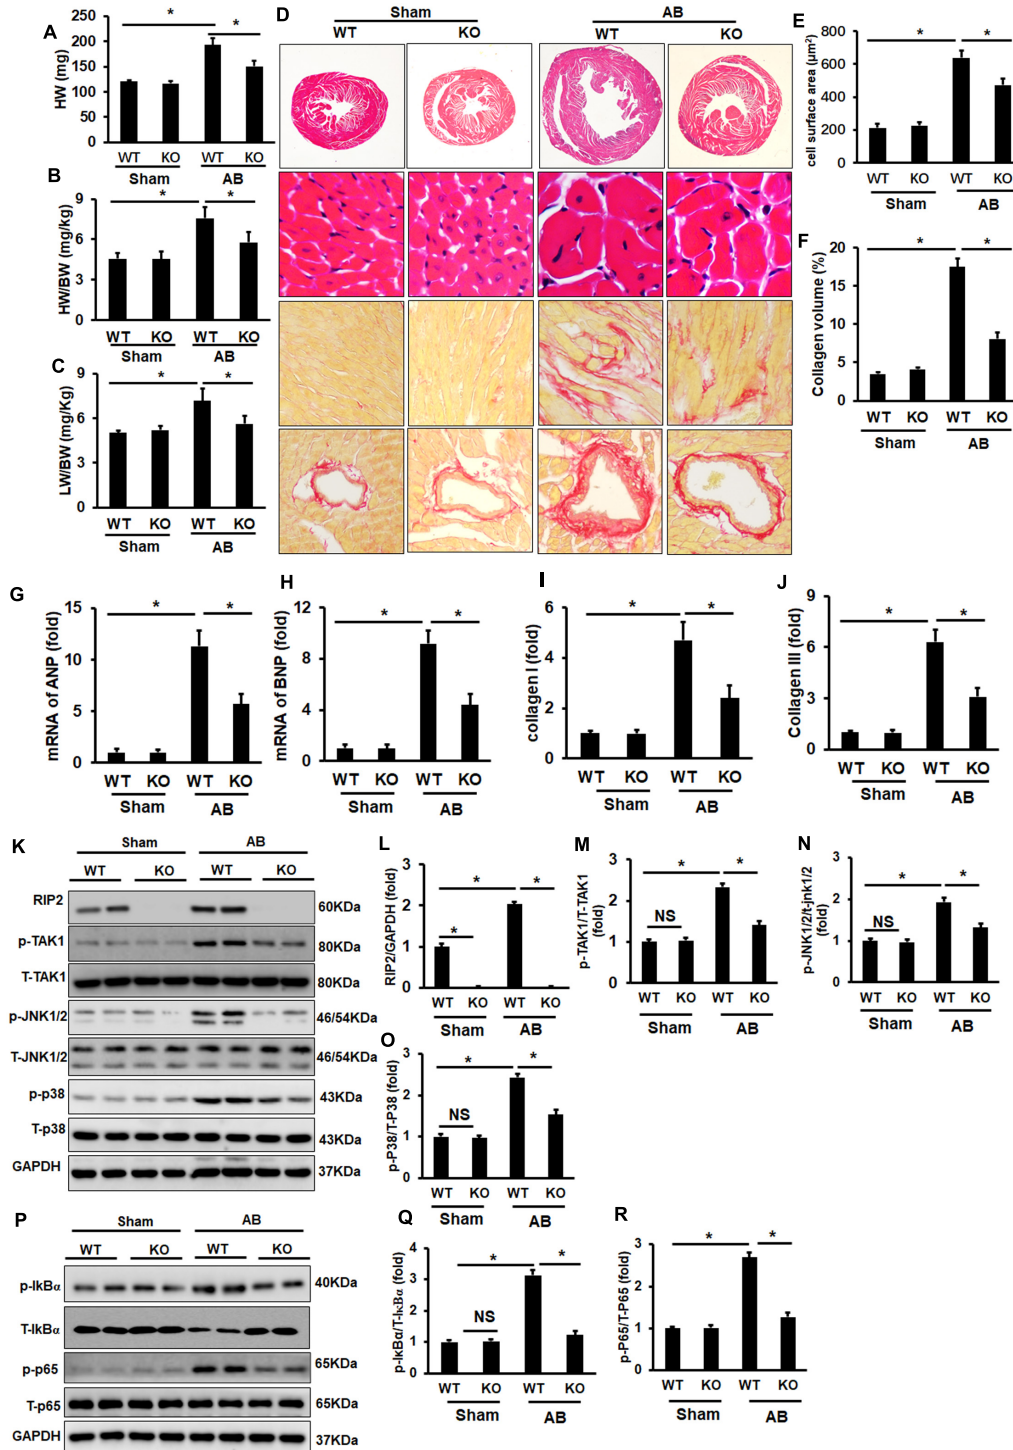 A
HW (mg)
250
200
150
100
50
0
*
*
WT KO WT KO
Sham AB
B
HW/BW (mg/kg)
9
6
3
0
*
*
WT KO WT KO
Sham AB
C
LW/BW (mg/Kg)
9
6
3
0
*
*
WT KO WT KO
Sham AB
D
Sham AB
WT KO WT KO
E
cell surface area (µm²)
800
600
400
200
0
*
*
WT KO WT KO
Sham AB
F
Collagen volume (%)
20
15
10
5
0
*
*
WT KO WT KO
Sham AB
G
mRNA of ANP (fold)
15
10
5
0
*
*
WT KO WT KO
Sham AB
H
mRNA of BNP (fold)
12
9
6
3
0
*
*
WT KO WT KO
Sham AB
I
collagen I (fold)
6
4
2
0
*
*
WT KO WT KO
Sham AB
J
Collagen III (fold)
9
6
3
0
*
*
WT KO WT KO
Sham AB
K
Sham AB
WT KO WT KO
RIP2 60KDa
p-TAK1 80KDa
T-TAK1 80KDa
p-JNK1/2 46/54KDa
T-JNK1/2 46/54KDa
p-p38 43KDa
T-p38 43KDa
GAPDH 37KDa
L
RIP2/GAPDH (fold)
3
2
1
0
*
*
*
WT KO WT KO
Sham AB
M
p-TAK1/T-TAK1
(fold)
3
2
1
0
*
*
NS
WT KO WT KO
Sham AB
N
p-JNK1/2/t-jnk1/2
(fold)
3
2
1
0
*
*
NS
WT KO WT KO
Sham AB
O
p-P38/T-P38 (fold)
3
2
1
0
*
*
NS
WT KO WT KO
Sham AB
P
Sham AB
WT KO WT KO
p-IkBα 40KDa
T-IkBα
p-p65 65KDa
T-p65 65KDa
GAPDH 37KDa
Q
p-IkBα/T-IκBα (fold)
4
3
2
1
0
*
*
NS
WT KO WT KO
Sham AB
R
p-P65/T-P65 (fold)
3
2
1
0
*
*
WT KO WT KO
Sham AB